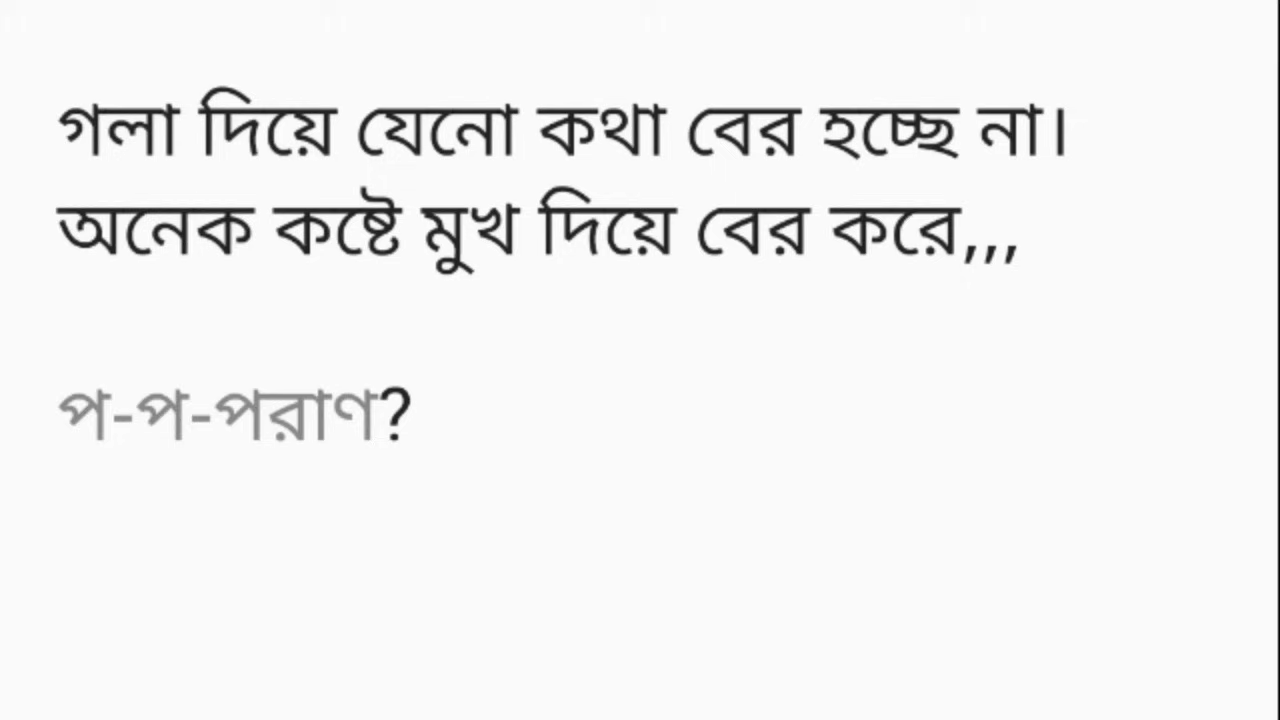 গলা দিয়ে যেনো কথা বের হচ্ছে না।
অনেক কষ্টে মুখ দিয়ে বের করে,,,
প-প-পরাণ?